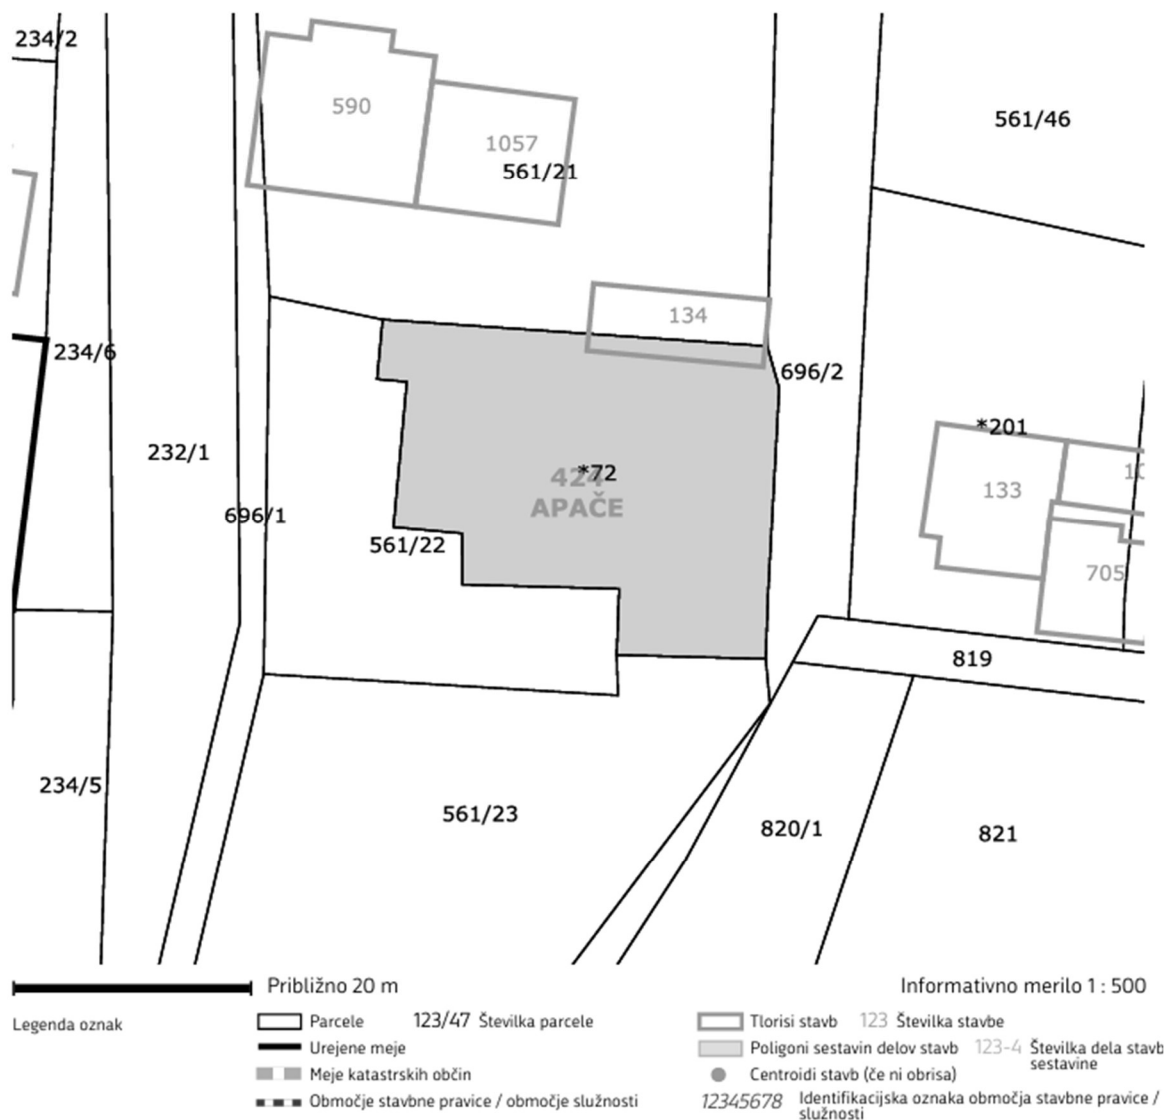 234/2
590
561/46
1057
561/21
134
234/6
696/2
*201
232/1
*72
424
APAČE
133
10
696/1
561/22
705
819
234/5
561/23
820/1
821
Približno 20 m
Informativno merilo 1 : 500
Legenda oznak
Parcele
123/47 Številka parcele
Urejene meje
Meje katastrskih občin
Območje stavbne pravice / območje služnosti
Tlorisi stavb
123 Številka stavbe
Poligoni sestavin delov stavb
123-4 Številka dela stavb
sestavine
Centroidi stavb (če ni obrisa)
12345678 Identifikacijska oznaka območja stavbne pravice /
služnosti